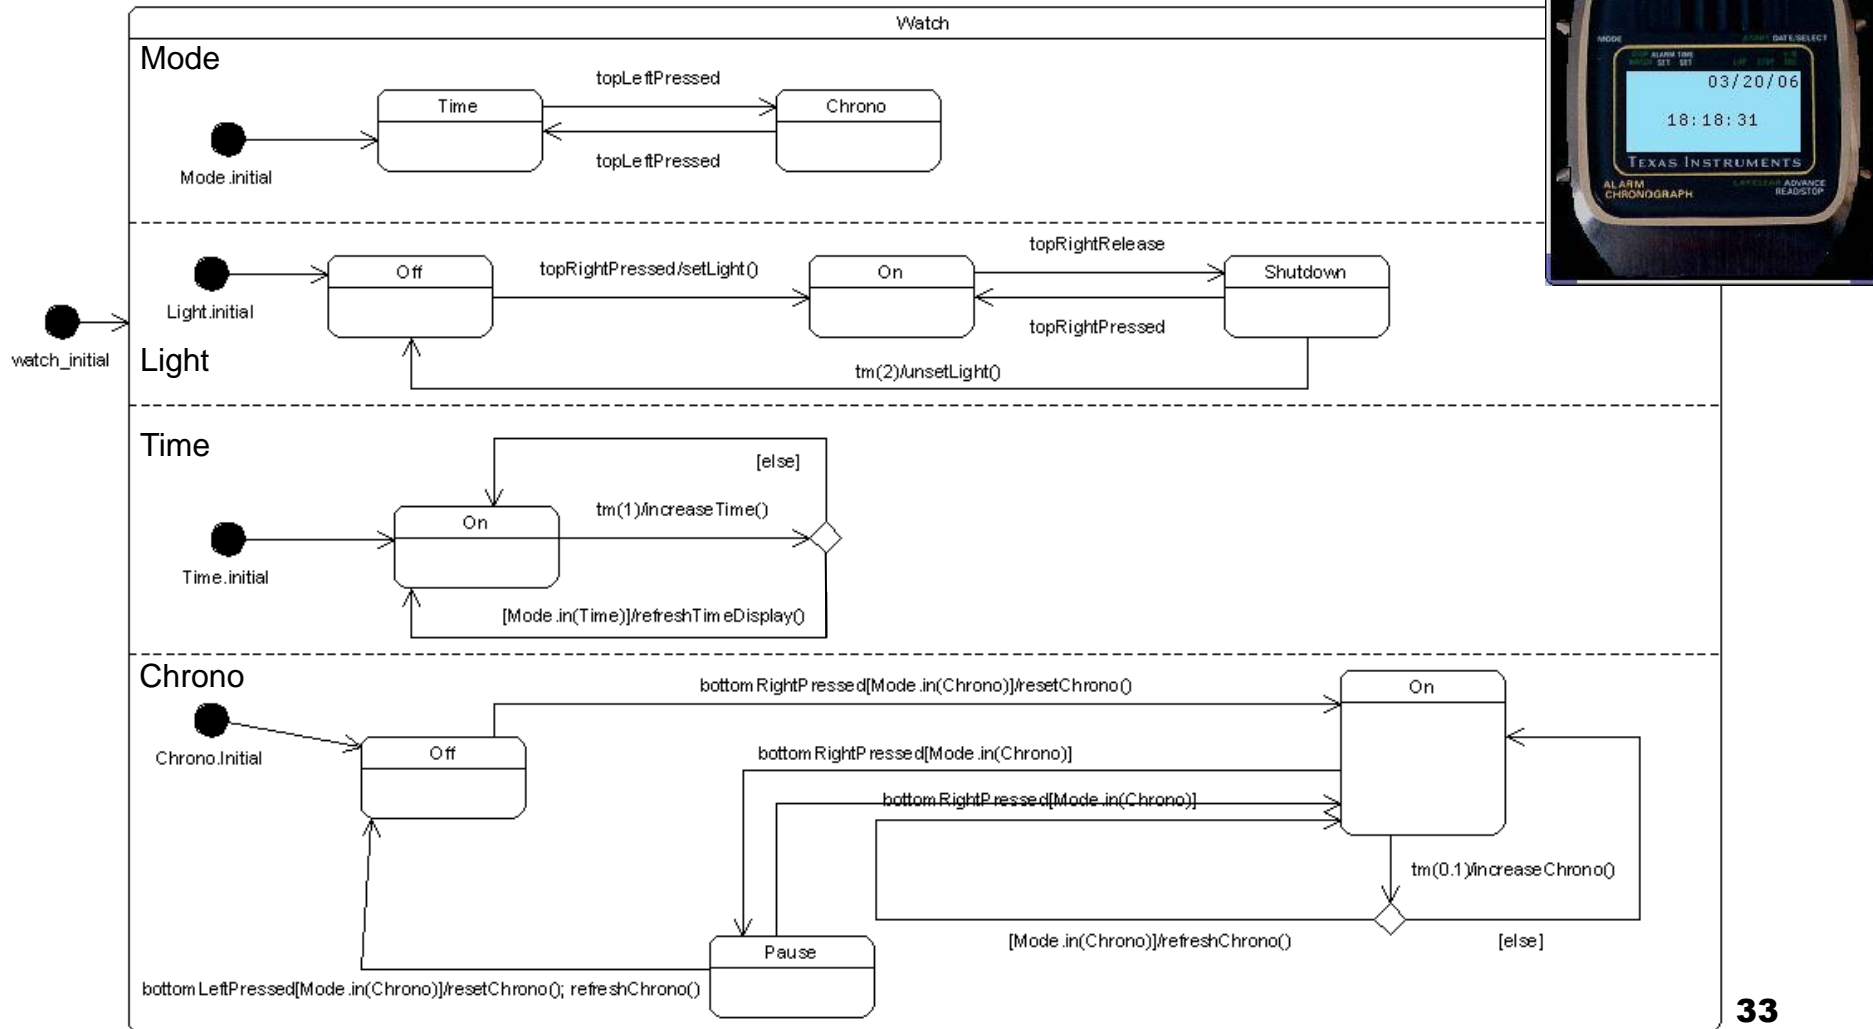 Watch
Mode
topLeftPressed
Time
Chrono
topLeftPressed
Mode.initial
topRightRelease
Off
topRightPressed/setLight()
On
Shutdown
Light.initial
topRightPressed
watch_initial
Light
tm(2)/unsetLight()
Time
[else]
tm(1)/increaseTime()
On
Time.initial
[Mode.in(Time)]/refreshTimeDisplay()
Chrono
bottomRightPressed[Mode.in(Chrono)]/resetChrono()
On
Chrono.Initial
Off
bottomRightPressed[Mode.in(Chrono)]
bottomRightPressed[Mode.in(Chrono)]
tm(0.1)/increaseChrono()
[Mode.in(Chrono)]/refreshChrono()
[else]
Pause
bottomLeftPressed[Mode.in(Chrono)]/resetChrono(); refreshChrono()
33
MODE
DATE/SELECT
ALARM TIME
SET SET
03/20/06
18:18:31
TEXAS INSTRUMENTS
ALARM
CHRONOGRAPH
ADVANCE
READ/STOP